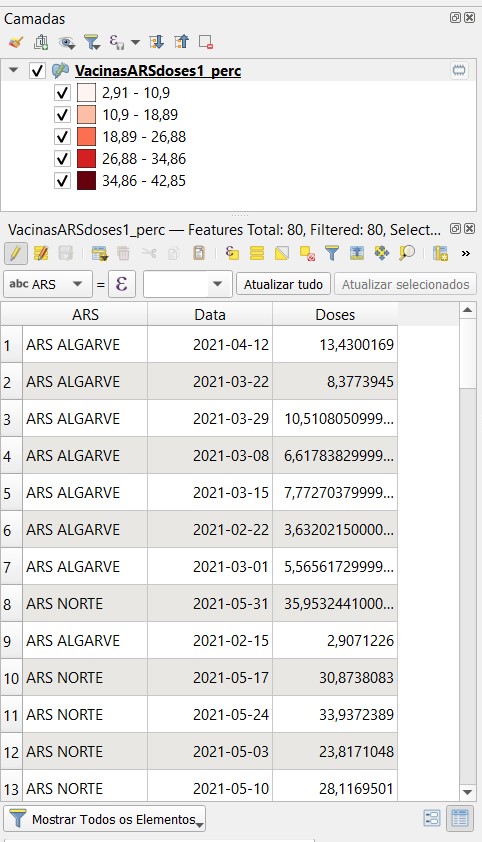 Camadas
VacinasARSdoses1_perc
2,91 - 10,9
10,9 - 18,89
18,89 - 26,88
26,88 - 34,86
34,86 - 42,85
VacinasARSdoses1_perc — Features Total: 80, Filtered: 80, Select...
abc ARS = ε Atualizar tudo Atualizar selecionados
ARS Data Doses
1 ARS ALGARVE 2021-04-12 13,4300169
2 ARS ALGARVE 2021-03-22 8,3773945
3 ARS ALGARVE 2021-03-29 10,5108050999...
4 ARS ALGARVE 2021-03-08 6,61783829999...
5 ARS ALGARVE 2021-03-15 7,77270379999...
6 ARS ALGARVE 2021-02-22 3,63202150000...
7 ARS ALGARVE 2021-03-01 5,56561729999...
8 ARS NORTE 2021-05-31 35,9532441000...
9 ARS ALGARVE 2021-02-15 2,9071226
10 ARS NORTE 2021-05-17 30,8738083
11 ARS NORTE 2021-05-24 33,9372389
12 ARS NORTE 2021-05-03 23,8171048
13 ARS NORTE 2021-05-10 28,1169501
Mostrar Todos os Elementos